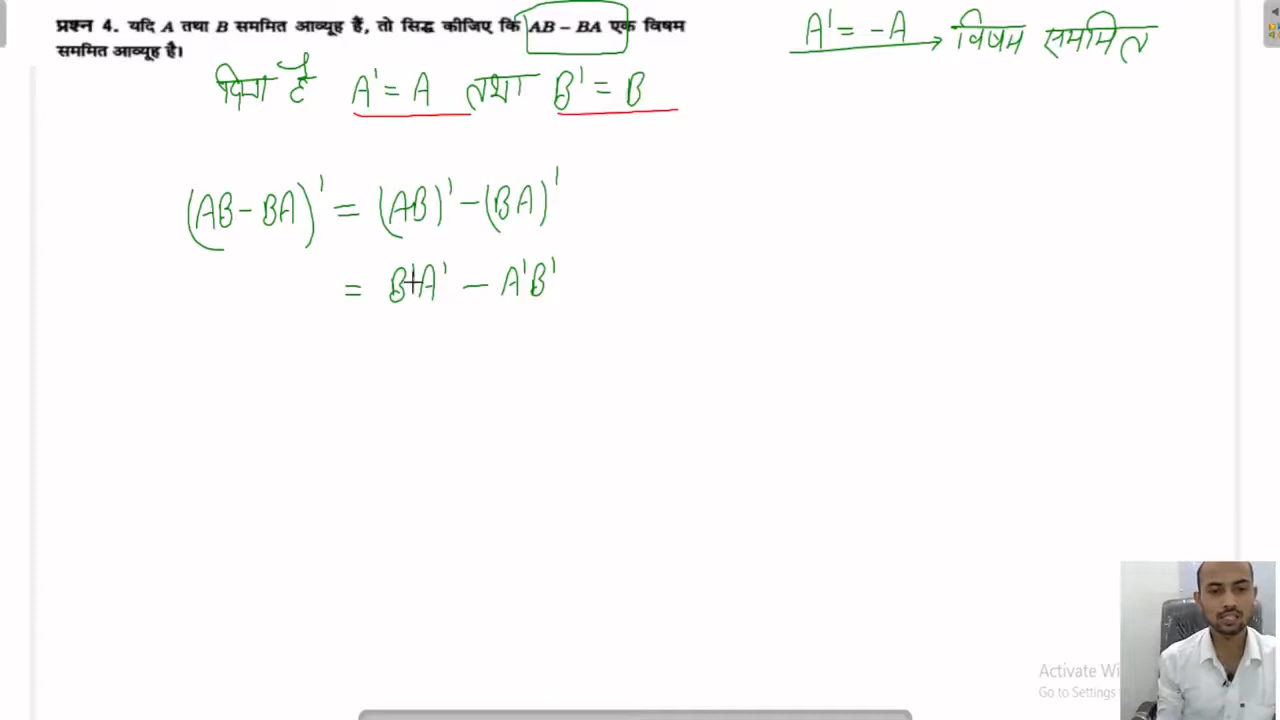 प्रश्न 4. यदि A तथा B सममित आव्यूह हैं, तो सिद्ध कीजिए कि AB – BA एक विषम
सममित आव्यूह है।
A' = -A → विषम सममित
दिया है A' = A तथा B' = B
(AB - BA)' = (AB)' - (BA)'
= B'A' - A'B'
Activate Wi
Go to Settings